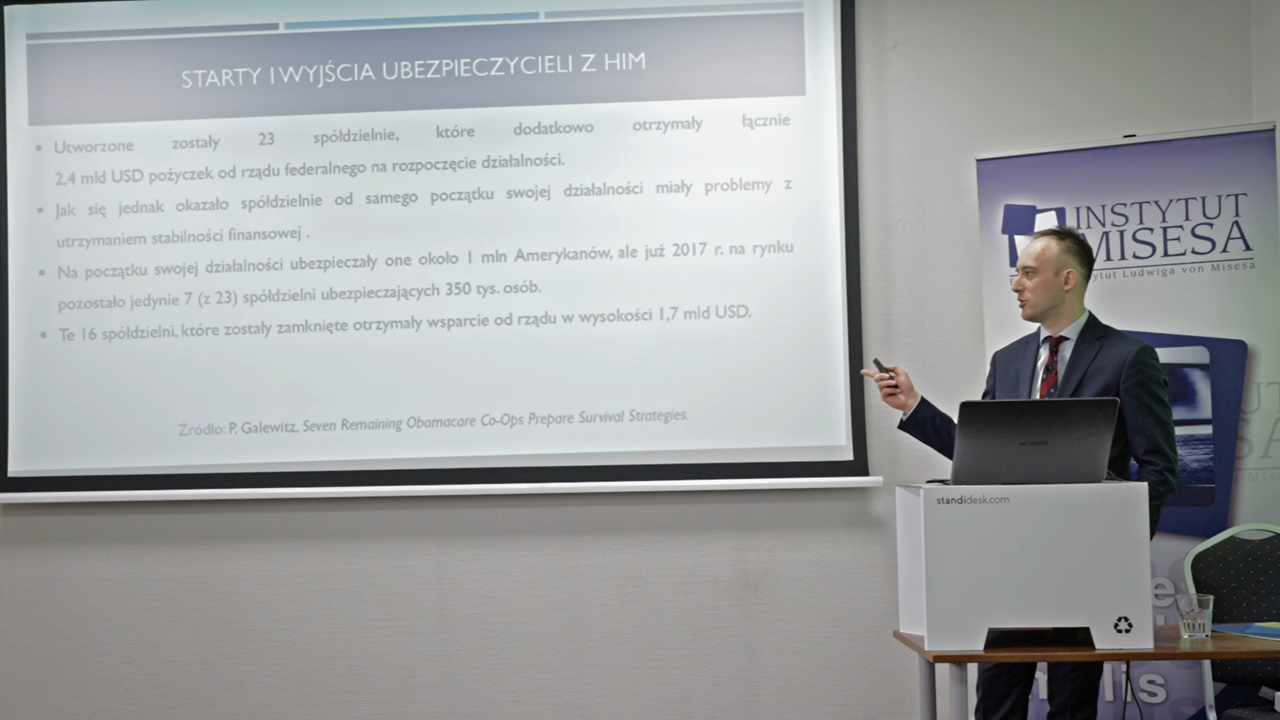 STARTY I WYJŚCIA UBEZPIECZYCIELI Z HIM
▪ Utworzone zostały 23 spółdzielnie, które dodatkowo otrzymały łącznie
2,4 mld USD pożyczek od rządu federalnego na rozpoczęcie działalności.
▪ Jak się jednak okazało spółdzielnie od samego początku swojej działalności miały problemy z
utrzymaniem stabilności finansowej .
▪ Na początku swojej działalności ubezpieczały one około 1 mln Amerykanów, ale już 2017 r. na rynku
pozostało jedynie 7 (z 23) spółdzielni ubezpieczających 350 tys. osób.
▪ Te 16 spółdzielni, które zostały zamknięte otrzymały wsparcie od rządu w wysokości 1,7 mld USD.
Źródło: P. Galewitz, Seven Remaining Obamacare Co-Ops Prepare Survival Strategies.
INSTYTUT
MISESA
Ludwiga von Misesa
standidesk.com